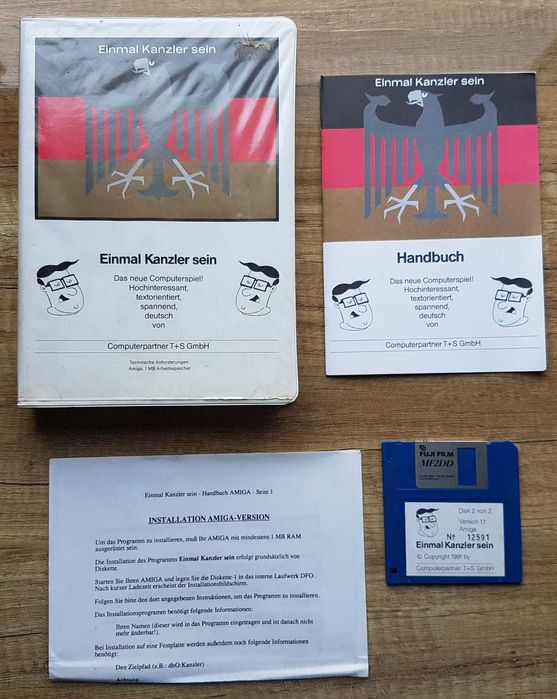 Einmal Kanzler sein
Einmal Kanzler sein
Das neue Computerspiel!
Hochinteressant,
textorientiert,
spannend,
deutsch
von
Computerpartner T+S GmbH
Technische Anforderungen:
Amiga, 1 MB Arbeitsspeicher
Einmal Kanzler sein
Handbuch
Das neue Computerspiel!
Hochinteressant,
textorientiert,
spannend,
deutsch
von
Computerpartner T+S GmbH
Einmal Kanzler sein - Handbuch AMIGA - Seite 1
INSTALLATION AMIGA-VERSION
Um das Programm zu installieren, muß Ihr AMIGA mit mindestens 1 MB RAM
ausgerüstet sein.
Die Installation des Programms Einmal Kanzler sein erfolgt grundsätzlich von
Diskette.
Starten Sie Ihren AMIGA und legen Sie die Diskette-1 in das interne Laufwerk DFO:.
Nach kurzer Ladezeit erscheint der Installationsbildschirm.
Folgen Sie bitte den dort angegebenen Instruktionen, um das Programm zu installieren.
Das Installationsprogramm benötigt folgende Informationen:
- Ihren Namen (dieser wird in das Programm eingetragen und ist danach nicht
mehr änderbar!).
Bei Installation auf eine Festplatte werden außerdem noch folgende Informationen
benötigt:
- Den Zielpfad (z.B.: dhO:Kanzler)
Achtung:
FUJI FILM
MF2DD
Disk 2 von 2
Version 1.1
Amiga
No 12591
Einmal Kanzler sein
© Copyright 1991 by
Computerpartner T+S GmbH